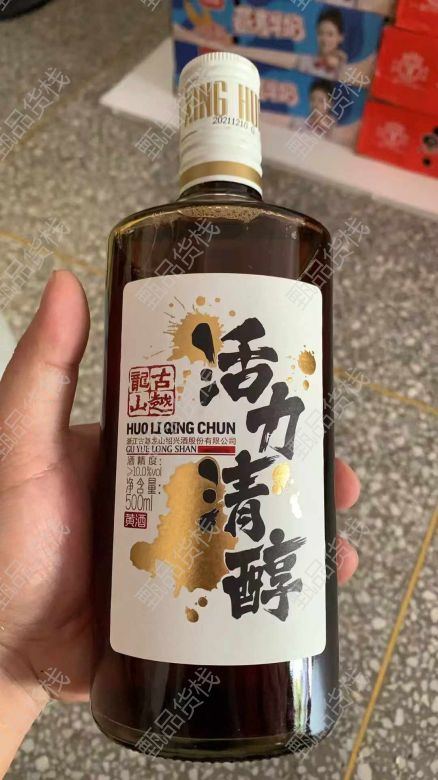 XING HU
20211210
活力清醇
古越
龍山
HUO LI QING CHUN
浙江古越龙山绍兴酒股份有限公司
GU YUE LONG SHAN
酒精度:
≥10.0%vol
净含量:
500ml
黄酒
甄品货栈